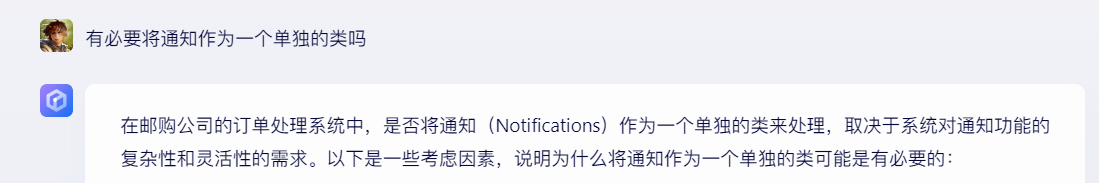 有必要将通知作为一个单独的类吗
在邮购公司的订单处理系统中，是否将通知（Notifications）作为一个单独的类来处理，取决于系统对通知功能的
复杂性和灵活性的需求。以下是一些考虑因素，说明为什么将通知作为一个单独的类可能是有必要的：